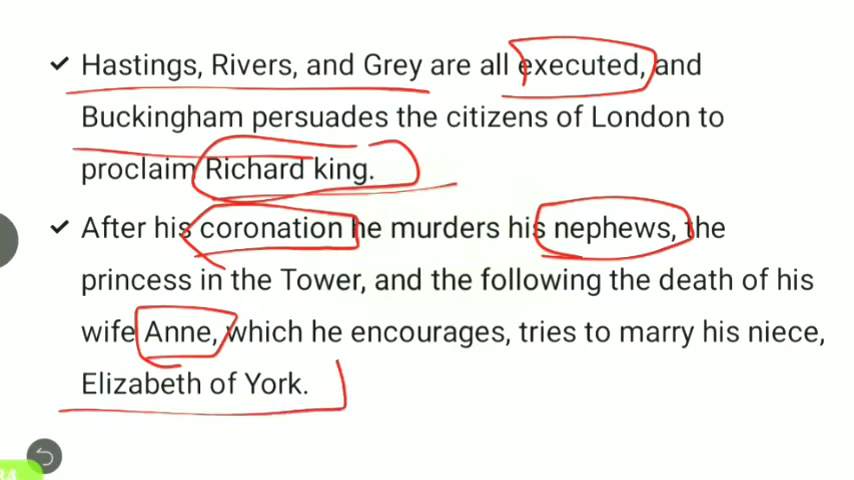 ✓ Hastings, Rivers, and Grey are all executed, and
Buckingham persuades the citizens of London to
proclaim Richard king.
✓ After his coronation he murders his nephews, the
princess in the Tower, and the following the death of his
wife Anne, which he encourages, tries to marry his niece,
Elizabeth of York.